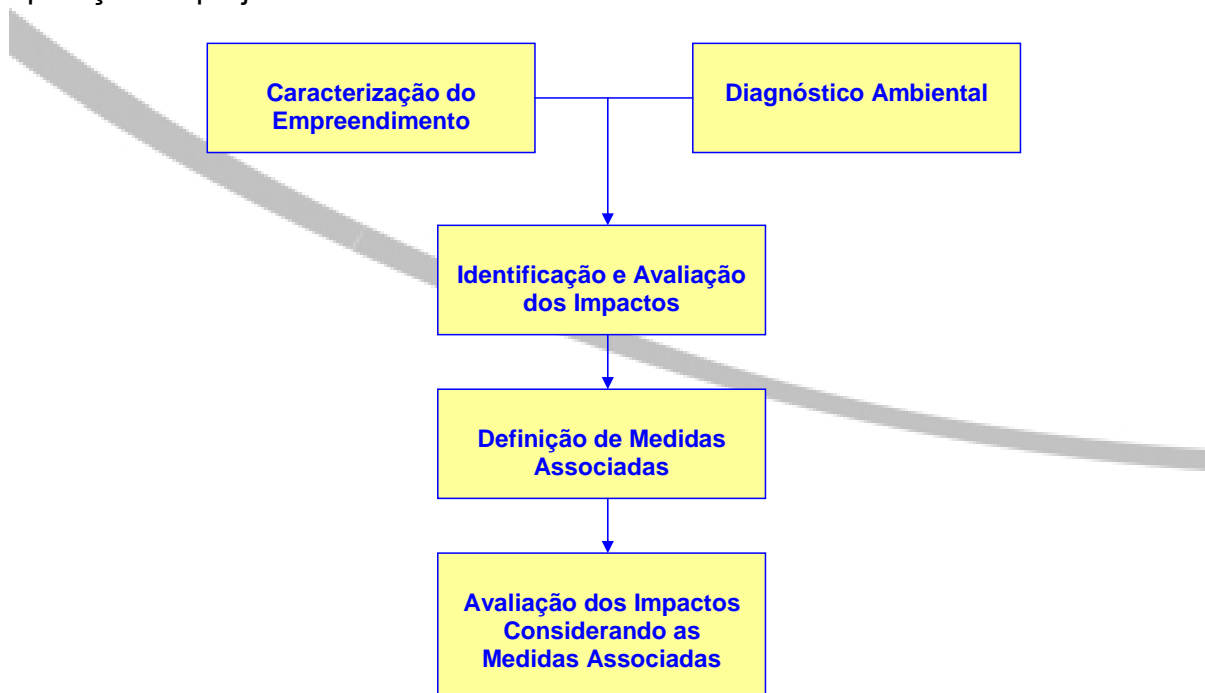 Caracterização do
Empreendimento
Diagnóstico Ambiental
Identificação e Avaliação
dos Impactos
Definição de Medidas
Associadas
Avaliação dos Impactos
Considerando as
Medidas Associadas